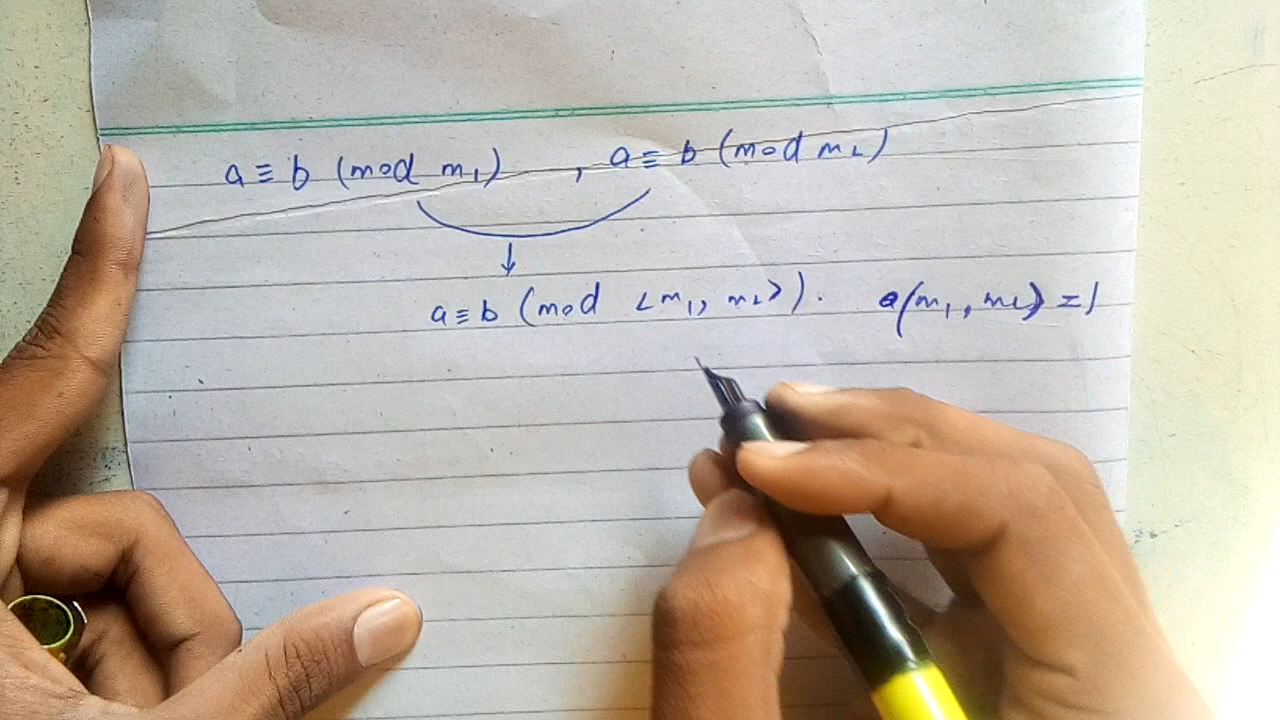 a ≡ b (mod m₁) , a ≡ b (mod m₂)
a ≡ b (mod <m₁, m₂>). (m₁, m₂) = 1